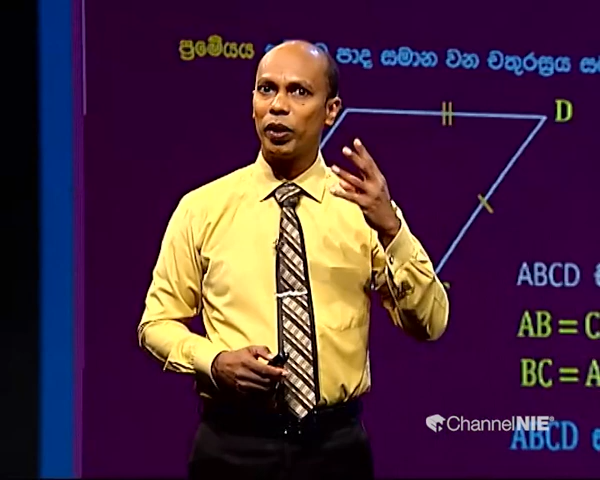 ප්‍රමේයය පාද සමාන වන චතුරස්‍රය
D
ABCD
AB =
BC =
ABCD
ChannelNIE